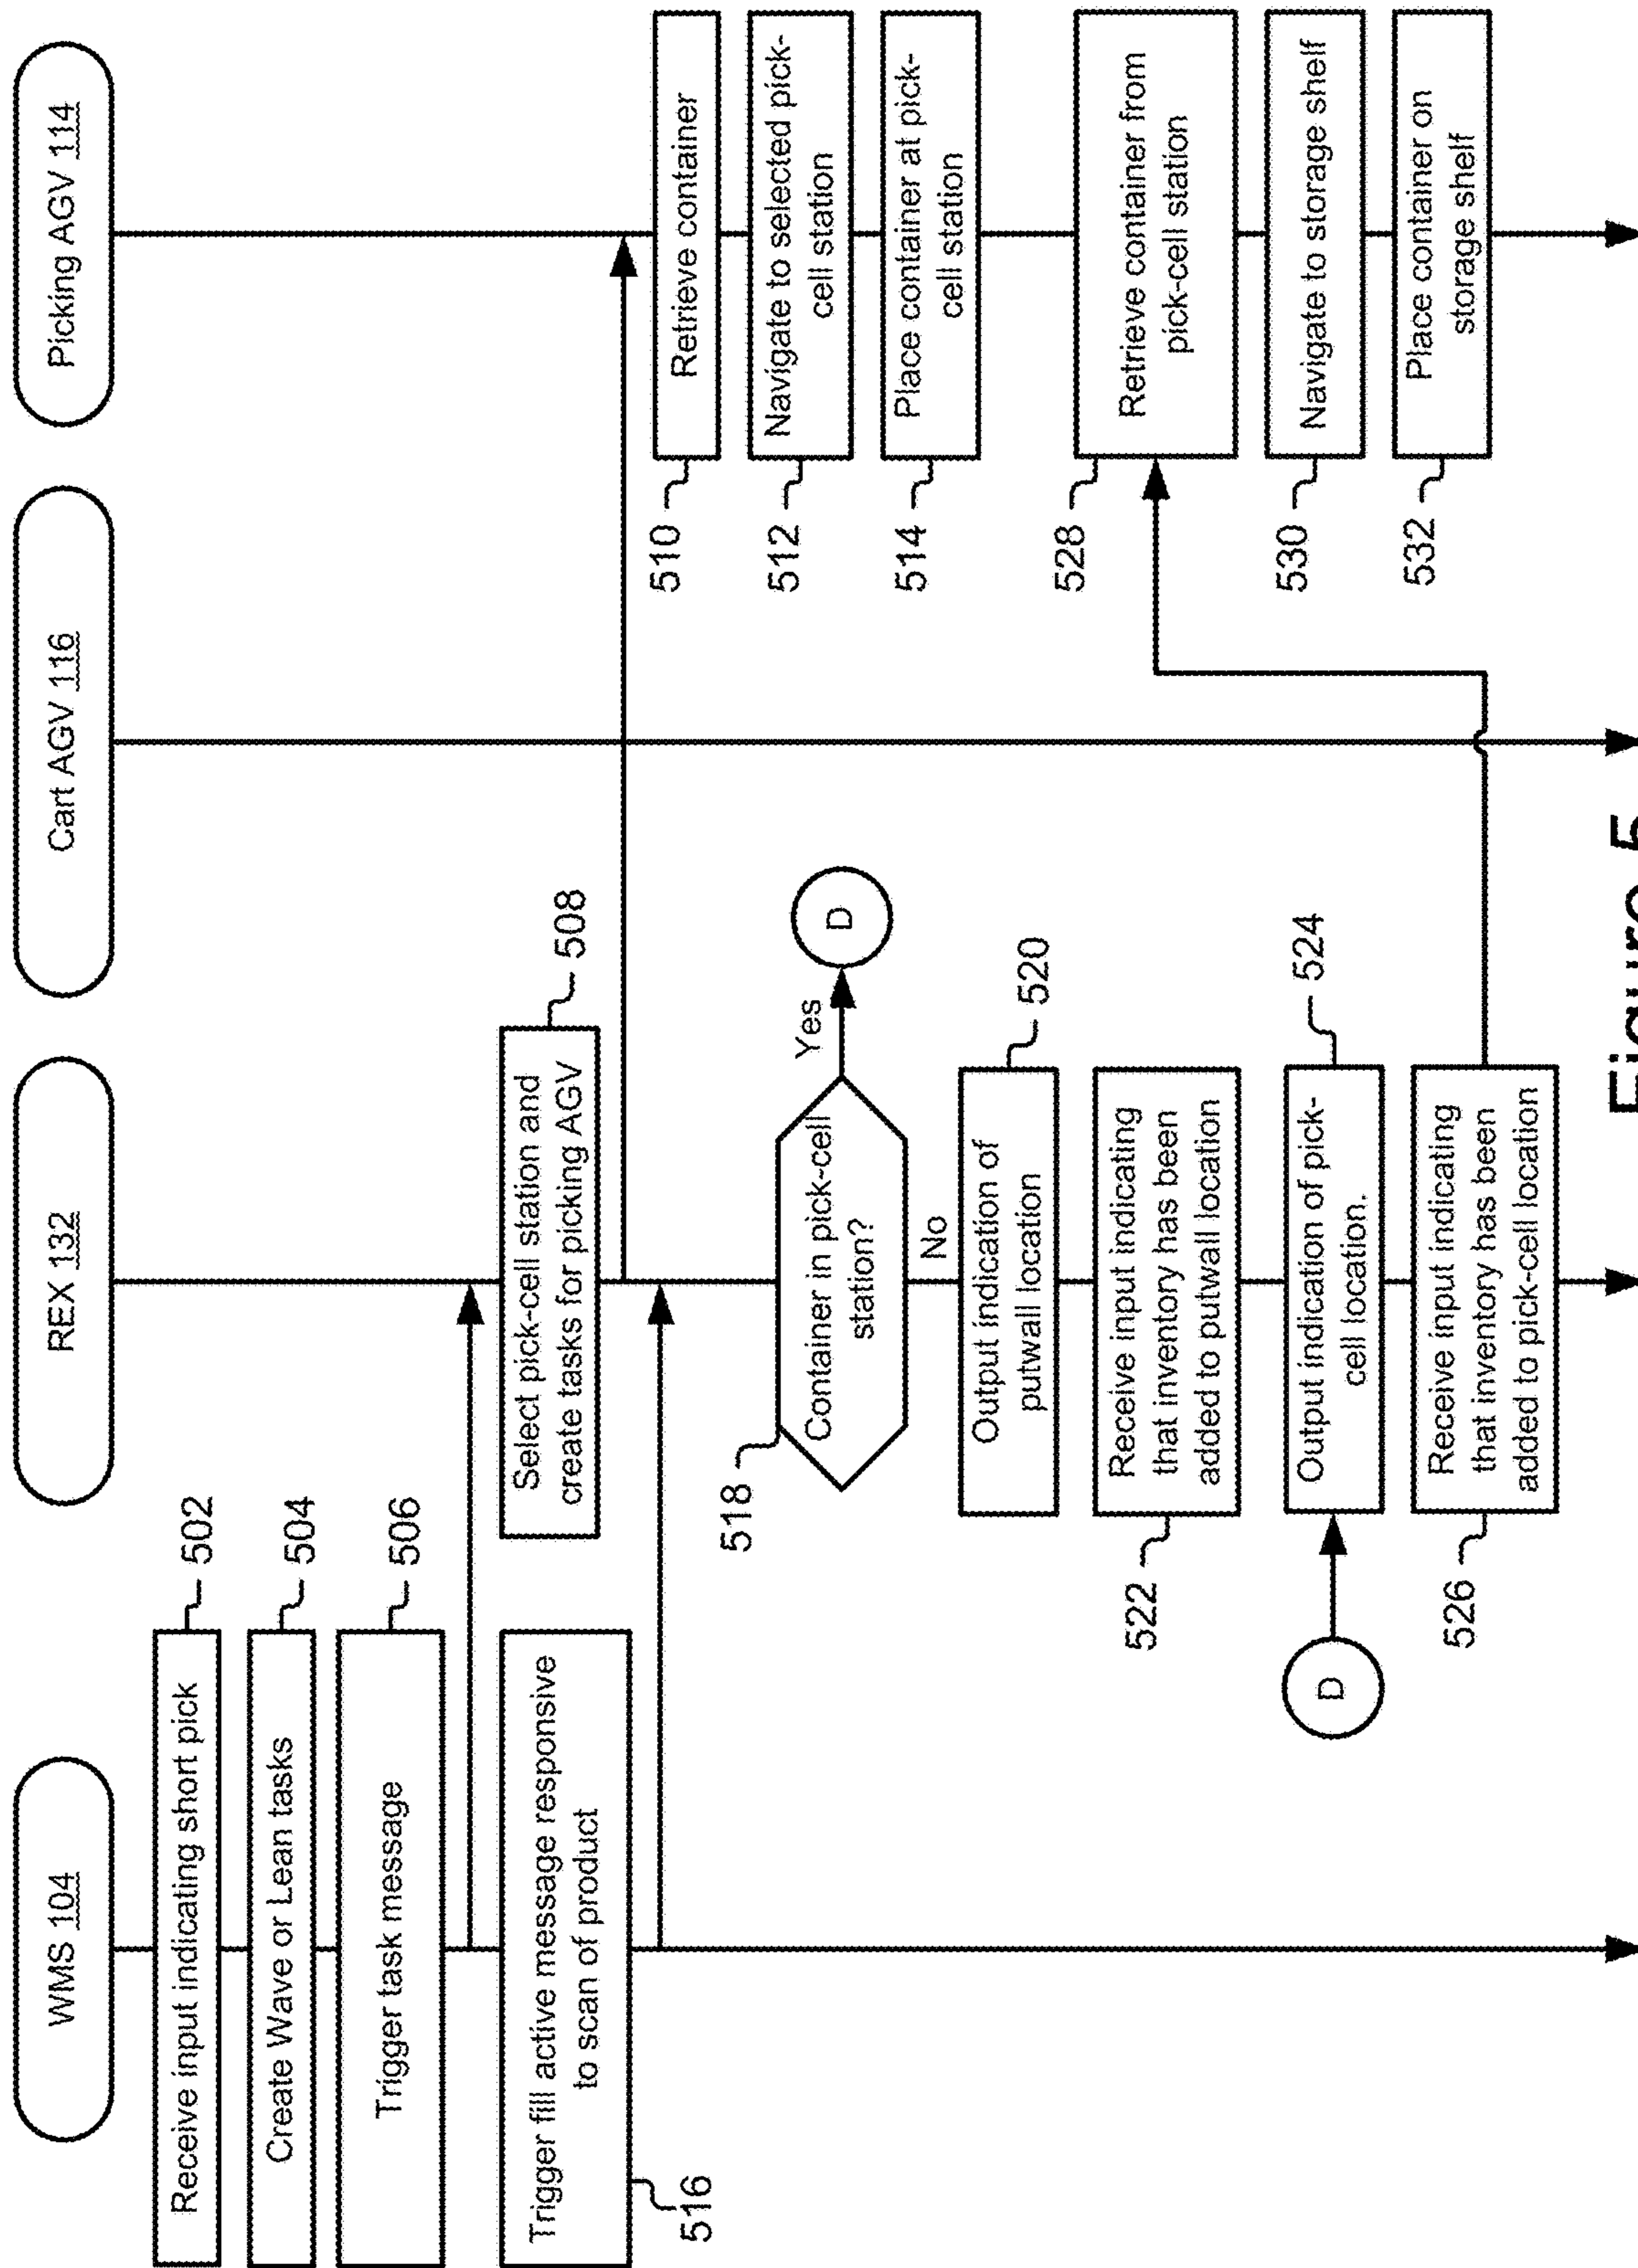 WMS 104
REX 132
Cart AGV 116
Picking AGV 114
Receive input indicating short pick
502
Create Wave or Lean tasks
504
Trigger task message
506
Select pick-cell station and
create tasks for picking AGV
508
Retrieve container
510
Navigate to selected pick-
cell station
512
Place container at pick-
cell station
514
Trigger fill active message responsive
to scan of product
516
Container in pick-cell
station?
518
Yes
D
No
Output indication of
putwall location
520
Receive input indicating
that inventory has been
added to putwall location
522
D
Output indication of pick-
cell location.
524
Receive input indicating
that inventory has been
added to pick-cell location
526
Retrieve container from
pick-cell station
528
Navigate to storage shelf
530
Place container on
storage shelf
532
Figure 5